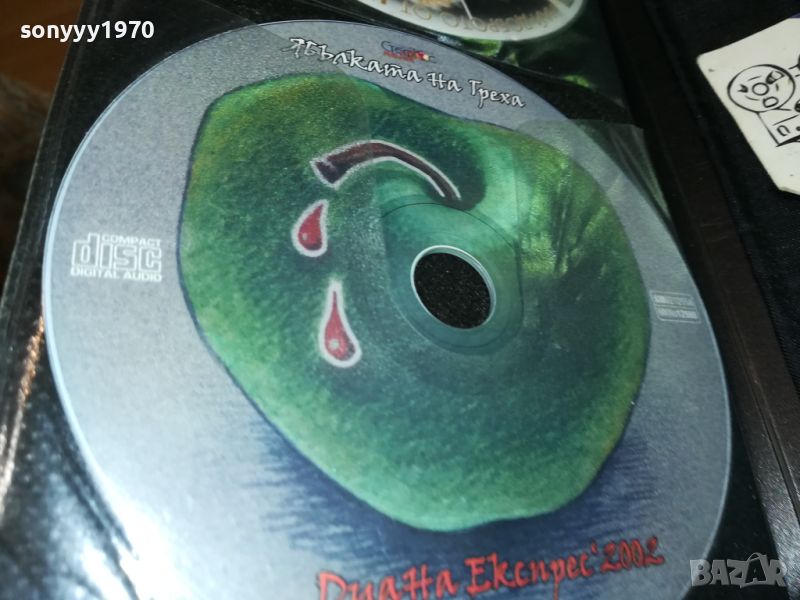 sonyyy1970
Ябълката на Греха
COMPACT
disc
DIGITAL AUDIO
Диана Експрес'2002
BAZAR